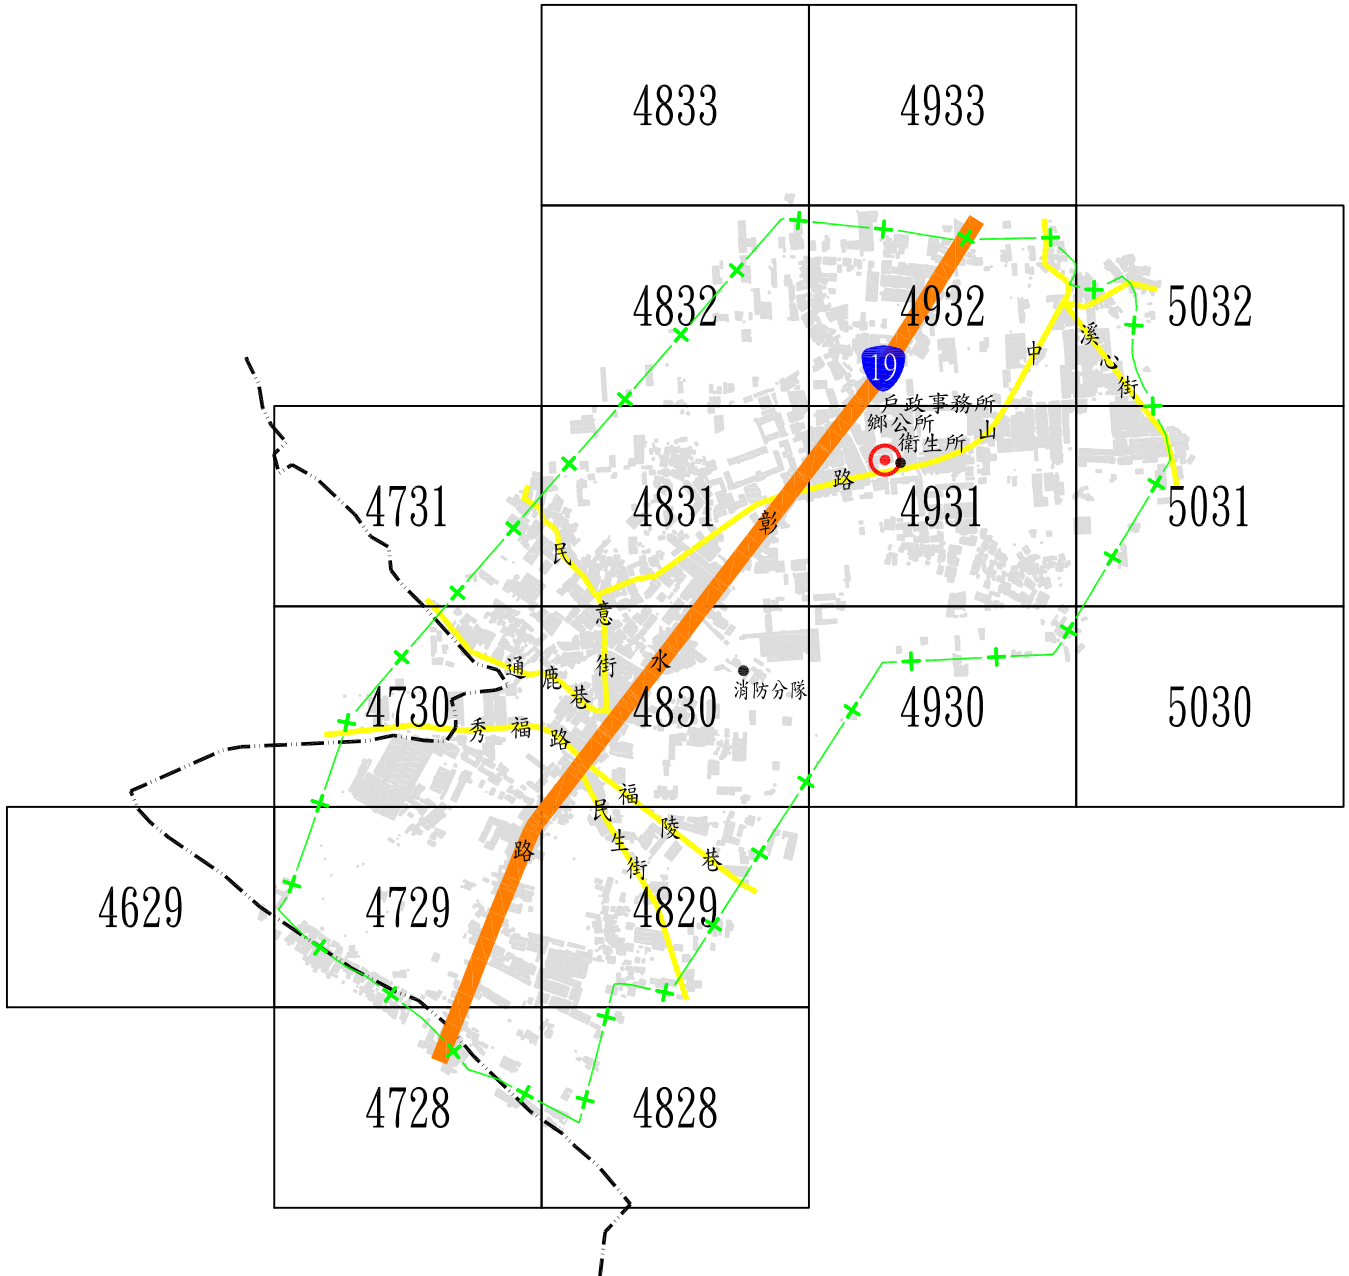 4833
4933
4832
4932
5032
19
中
山
路
溪心街
戶政事務所
鄉公所
衛生所
4731
4831
4931
5031
彰
水
路
民意街
通鹿巷
消防分隊
4730
4830
4930
5030
秀福路
福陵巷
民生街
4629
4729
4829
4728
4828